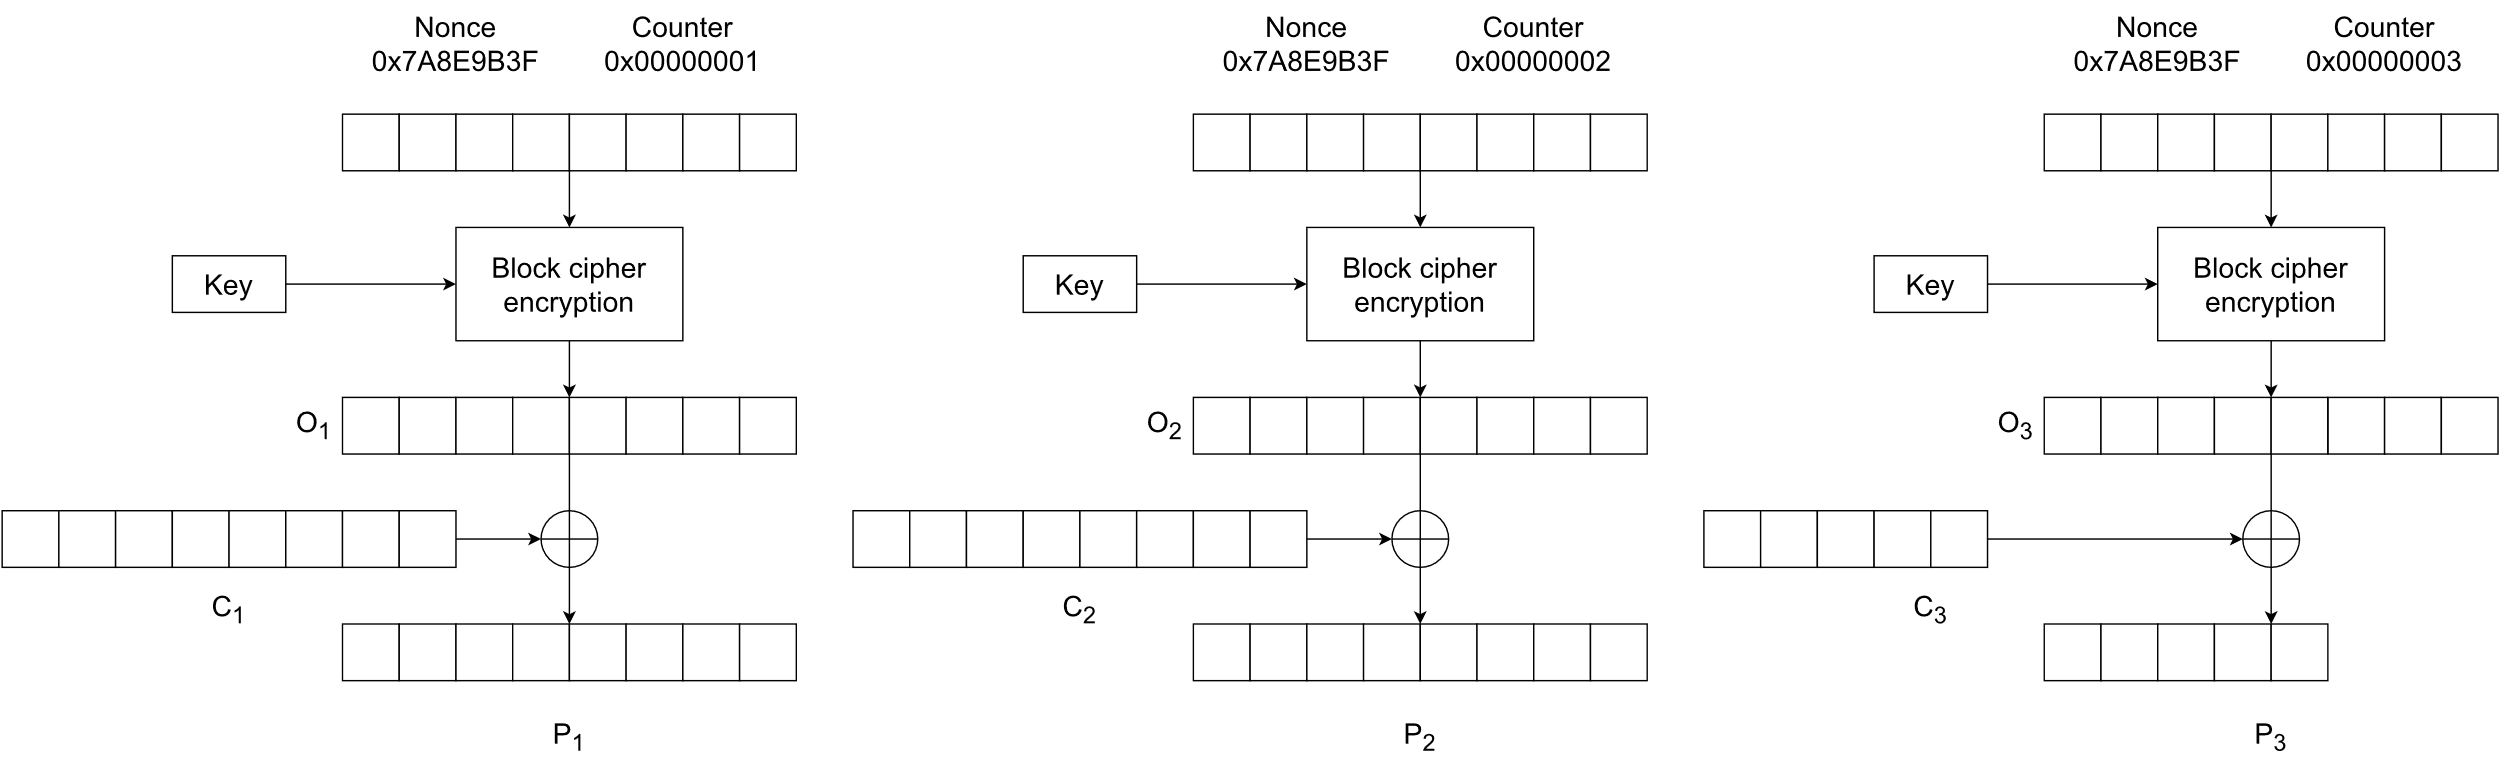 Nonce
0x7A8E9B3F
Counter
0x00000001
Key
Block cipher
encryption
O1
C1
P1
Nonce
0x7A8E9B3F
Counter
0x00000002
Key
Block cipher
encryption
O2
C2
P2
Nonce
0x7A8E9B3F
Counter
0x00000003
Key
Block cipher
encryption
O3
C3
P3